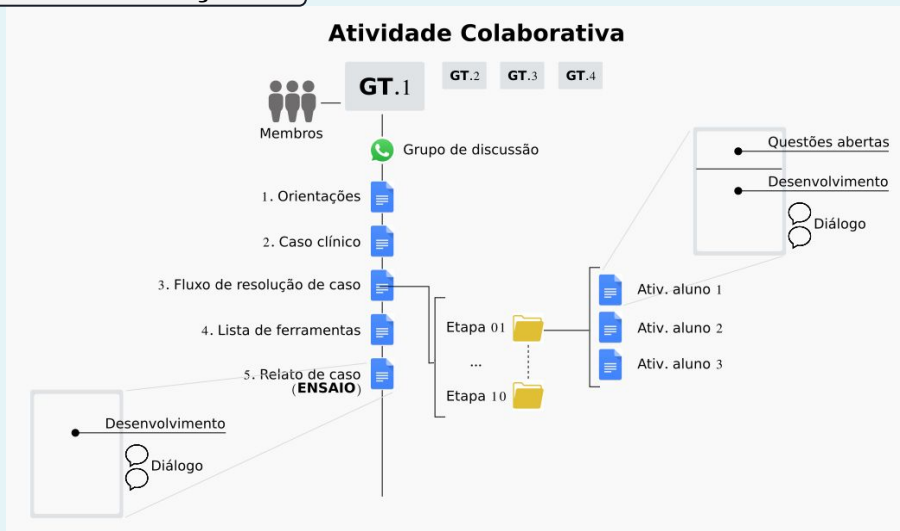 Atividade Colaborativa
GT.1
GT.2
GT.3
GT.4
Membros
Grupo de discussão
1. Orientações
2. Caso clínico
3. Fluxo de resolução de caso
4. Lista de ferramentas
5. Relato de caso
(ENSAIO)
Etapa 01
...
Etapa 10
Ativ. aluno 1
Ativ. aluno 2
Ativ. aluno 3
Questões abertas
Desenvolvimento
Diálogo
Desenvolvimento
Diálogo